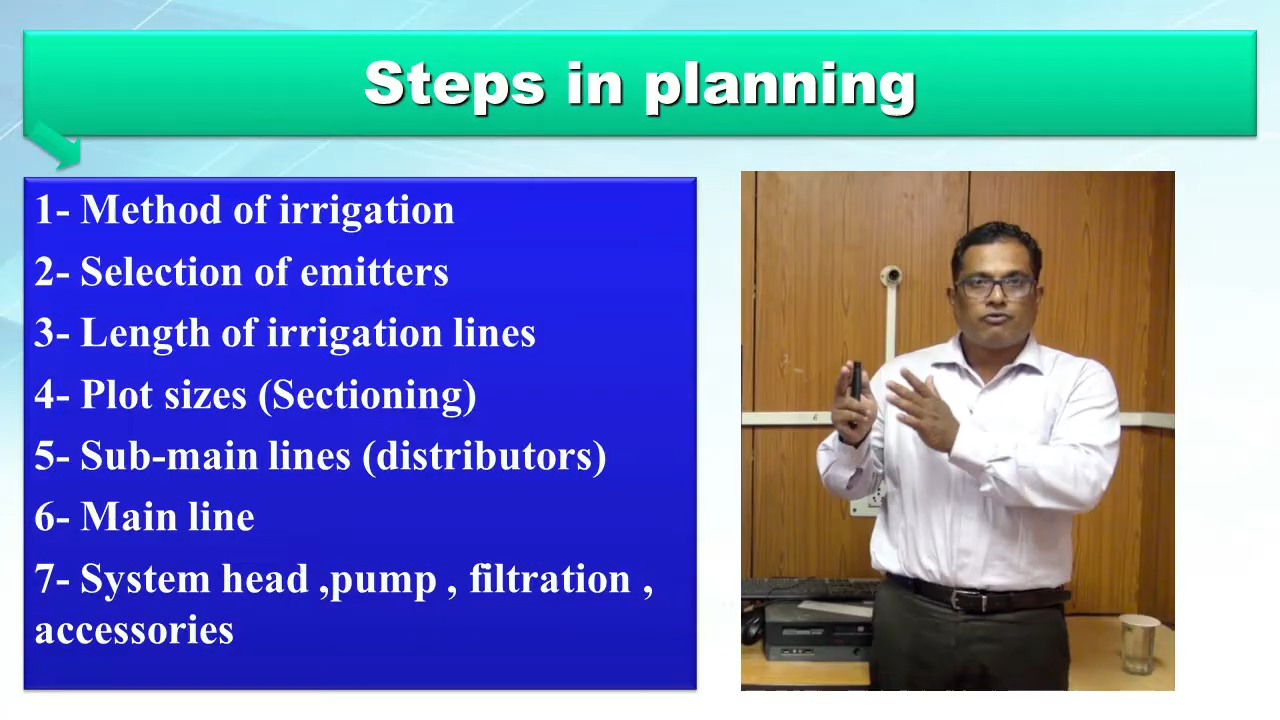 Steps in planning
1- Method of irrigation
2- Selection of emitters
3- Length of irrigation lines
4- Plot sizes (Sectioning)
5- Sub-main lines (distributors)
6- Main line
7- System head ,pump , filtration ,
accessories